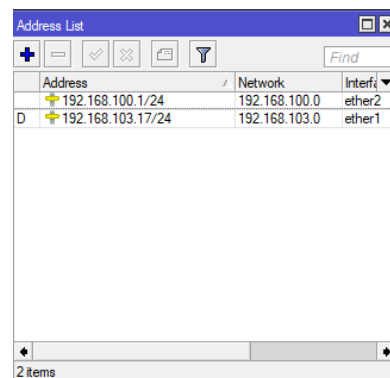 Address List
Find
Address Network Interfa
192.168.100.1/24 192.168.100.0 ether2
D 192.168.103.17/24 192.168.103.0 ether1
2 items